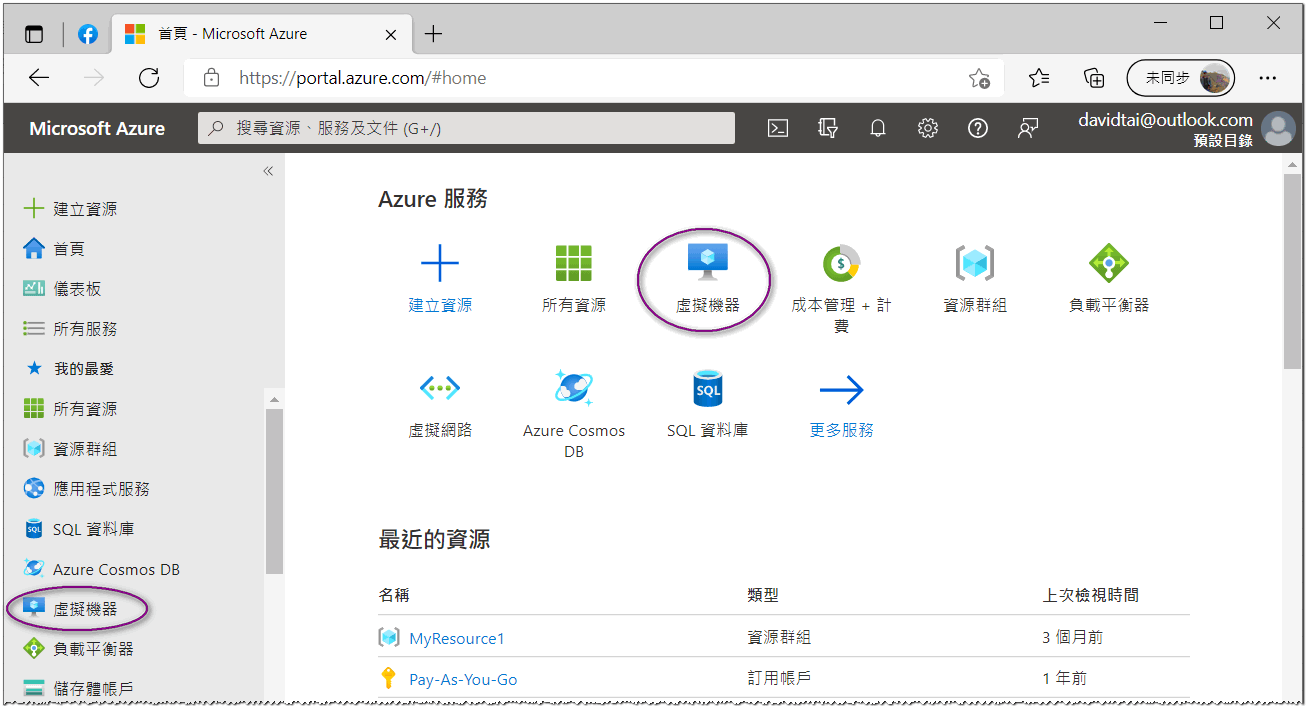 首頁 - Microsoft Azure
https://portal.azure.com/#home
未同步
Microsoft Azure
搜尋資源、服務及文件 (G+/)
davidtai@outlook.com
預設目錄
建立資源
首頁
儀表板
所有服務
我的最愛
所有資源
資源群組
應用程式服務
SQL 資料庫
Azure Cosmos DB
虛擬機器
負載平衡器
儲存體帳戶
Azure 服務
建立資源
所有資源
虛擬機器
成本管理 + 計
費
資源群組
負載平衡器
虛擬網路
Azure Cosmos
DB
SQL
SQL 資料庫
更多服務
最近的資源
名稱 類型 上次檢視時間
MyResource1 資源群組 3 個月前
Pay-As-You-Go 訂用帳戶 1 年前